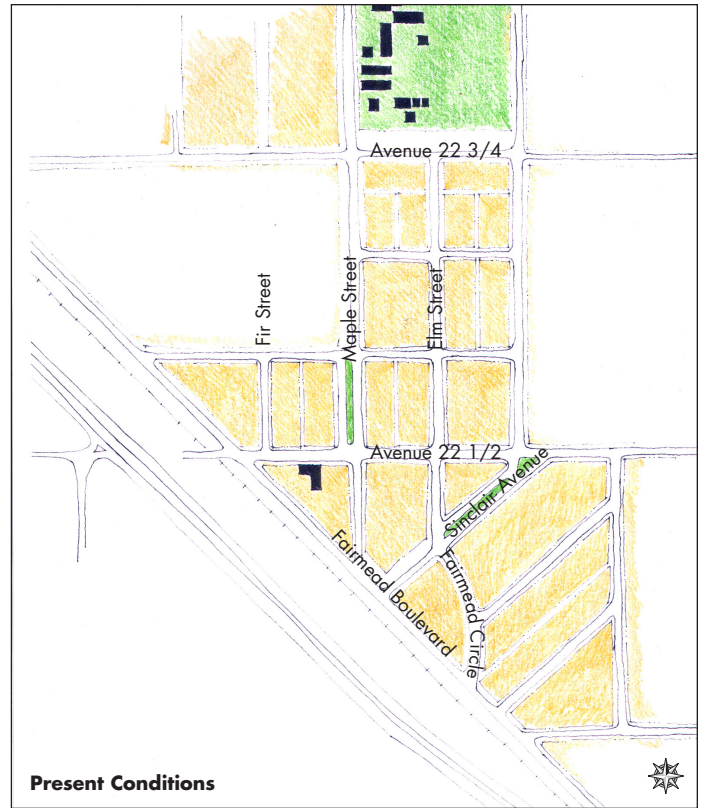 Avenue 22 3/4
Fir Street
Maple Street
Elm Street
Avenue 22 1/2
Sinclair Avenue
Fairmead Boulevard
Fairmead Circle
Present Conditions